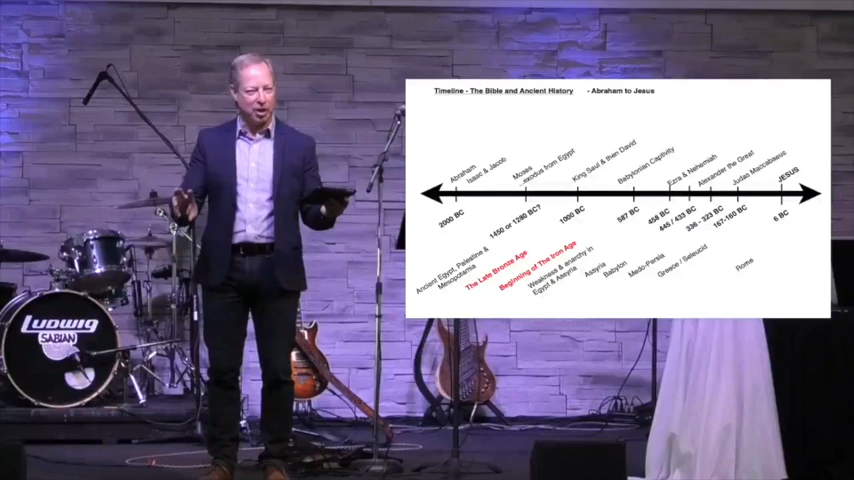 Timeline - The Bible and Ancient History - Abraham to Jesus
Abraham
Isaac & Jacob
Moses
...exodus from Egypt
King Saul & then David
Babylonian Captivity
Ezra & Nehemiah
Alexander the Great
Judas Maccabaeus
JESUS
2000 BC
1450 or 1280 BC?
1000 BC
587 BC
458 BC
445 / 433 BC
336 - 323 BC
167-160 BC
6 BC
Ancient Egypt, Palestine &
Mesopotamia
The Late Bronze Age
Beginning of The Iron Age
Weakness & anarchy in
Egypt & Assyria
Assyria
Babylon
Medo-Persia
Greece / Seleucid
Rome
Ludwig
SABIAN